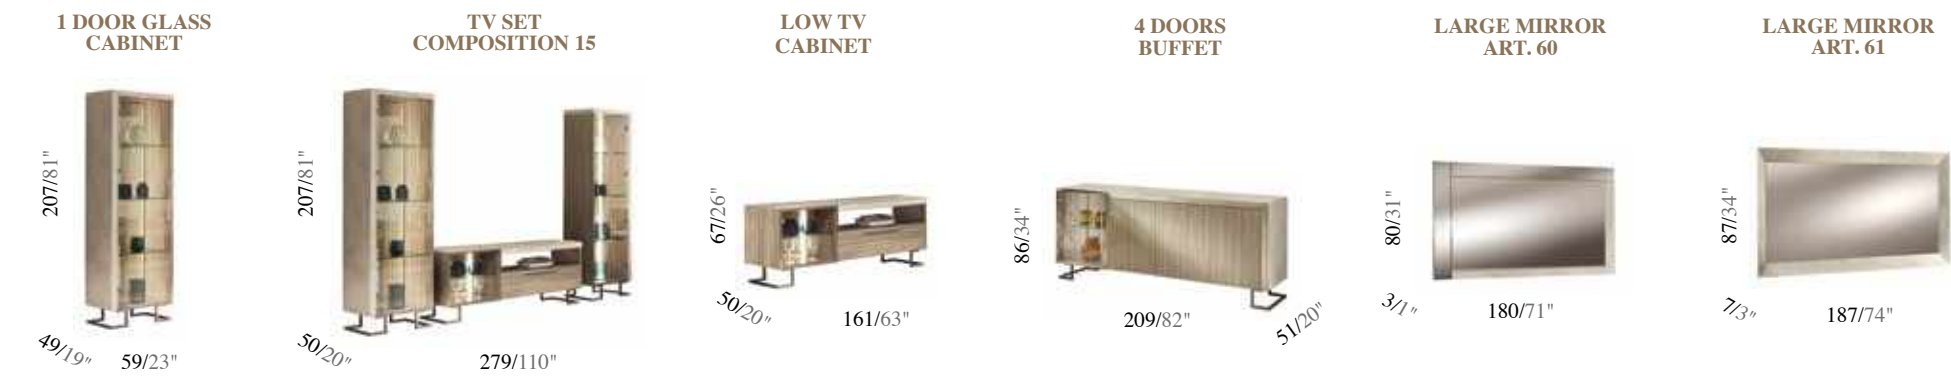 1 DOOR GLASS
CABINET
207/81"
49/19"
59/23"
TV SET
COMPOSITION 15
207/81"
50/20"
279/110"
LOW TV
CABINET
67/26"
50/20"
161/63"
4 DOORS
BUFFET
86/34"
209/82"
51/20"
LARGE MIRROR
ART. 60
80/31"
3/1"
180/71"
LARGE MIRROR
ART. 61
87/34"
7/3"
187/74"